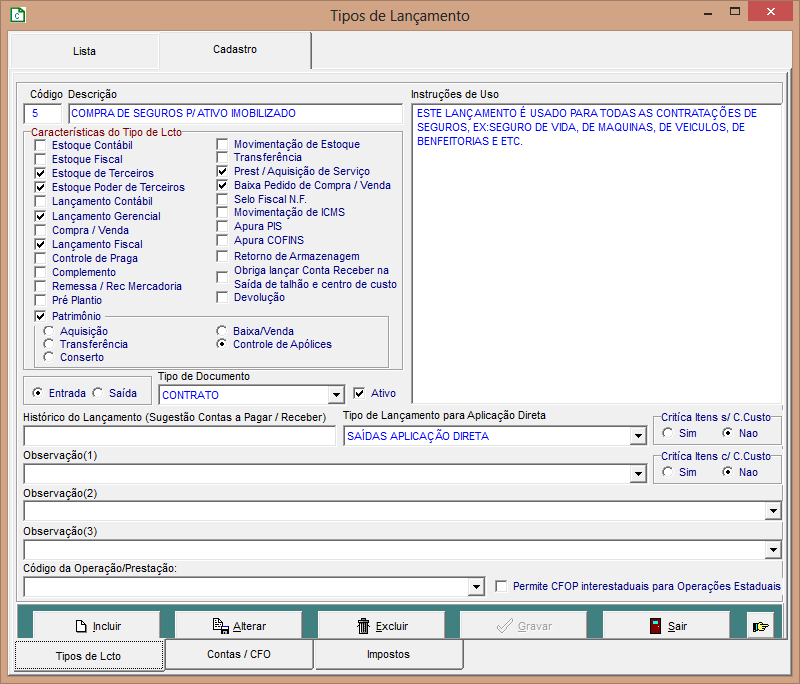 Tipos de Lançamento
Lista
Cadastro
Código Descrição
5 COMPRA DE SEGUROS P/ ATIVO IMOBILIZADO
Características do Tipo de Lcto
Estoque Contábil
Estoque Fiscal
Estoque de Terceiros
Estoque Poder de Terceiros
Lançamento Contábil
Lançamento Gerencial
Compra / Venda
Lançamento Fiscal
Controle de Praga
Complemento
Remessa / Rec Mercadoria
Pré Plantio
Movimentação de Estoque
Transferência
Prest / Aquisição de Serviço
Baixa Pedido de Compra / Venda
Selo Fiscal N.F.
Movimentação de ICMS
Apura PIS
Apura COFINS
Retorno de Armazenagem
Obriga lançar Conta Receber na
Saída de talhão e centro de custo
Devolução
Patrimônio
Aquisição
Transferência
Conserto
Baixa/Venda
Controle de Apólices
Instruções de Uso
ESTE LANÇAMENTO É USADO PARA TODAS AS CONTRATAÇÕES DE
SEGUROS, EX:SEGURO DE VIDA, DE MAQUINAS, DE VEICULOS, DE
BENFEITORIAS E ETC.
Entrada Saída
Tipo de Documento
CONTRATO
Ativo
Histórico do Lançamento (Sugestão Contas a Pagar / Receber)
Tipo de Lançamento para Aplicação Direta
SAÍDAS APLICAÇÃO DIRETA
Critíca Itens s/ C.Custo
Sim Nao
Observação(1)
Critíca Itens c/ C.Custo
Sim Nao
Observação(2)
Observação(3)
Código da Operação/Prestação:
Permite CFOP interestaduais para Operações Estaduais
Incluir Alterar Excluir Gravar Sair
Tipos de Lcto Contas / CFO Impostos